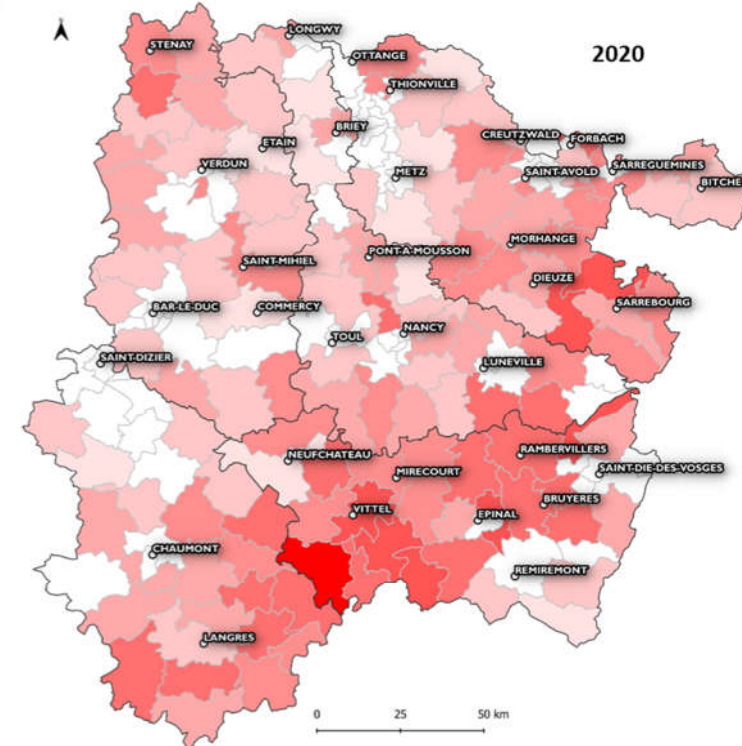 LONGWY
STENAY
OTTANGE
2020
THIONVILLE
BRIEY
CREUTZWALD
FORBACH
ETAIN
VERDUN
METZ
SAINT-AVOLD
SARREGUEMINES
BITCHE
MORHANGE
SAINT-MIHIEL
PONT-A-MOUSSON
DIEUZE
BAR-LE-DUC
COMMERCY
SARREBOURG
TOUL
NANCY
SAINT-DIZIER
LUNEVILLE
NEUFCHATEAU
RAMBERVILLERS
MIRECOURT
SAINT-DIE-DES-VOSGES
VITTEL
BRUYERES
EPINAL
CHAUMONT
REMIREMONT
LANGRES
0 25 50 km